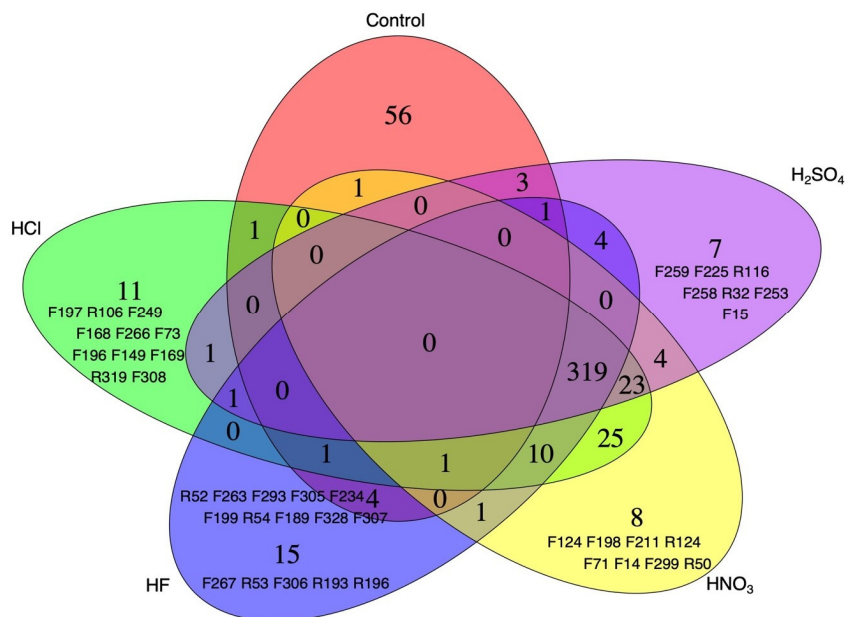 Control
56
H₂SO₄
3
1
0
1
0
HCl
1
0
4
7
0
F259 F225 R116
F258 R32 F253
F15
11
F197 R106 F249
F168 F266 F73
F196 F149 F169
R319 F308
0
0
1
0
319
4
23
0
1
0
1
1
10
25
R52 F263 F293 F305 F234
4
0
F199 R54 F189 F328 F307
1
8
F124 F198 F211 R124
F71 F14 F299 R50
15
F267 R53 F306 R193 R196
HF
HNO₃